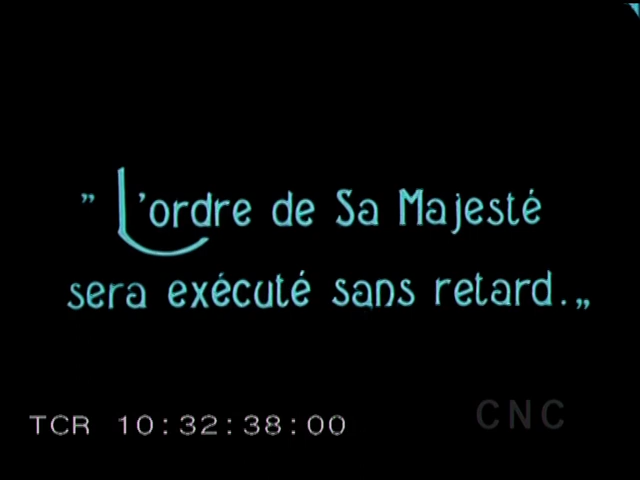 ” L'ordre de Sa Majesté
sera exécuté sans retard.„
TCR 10:32:38:00
CNC